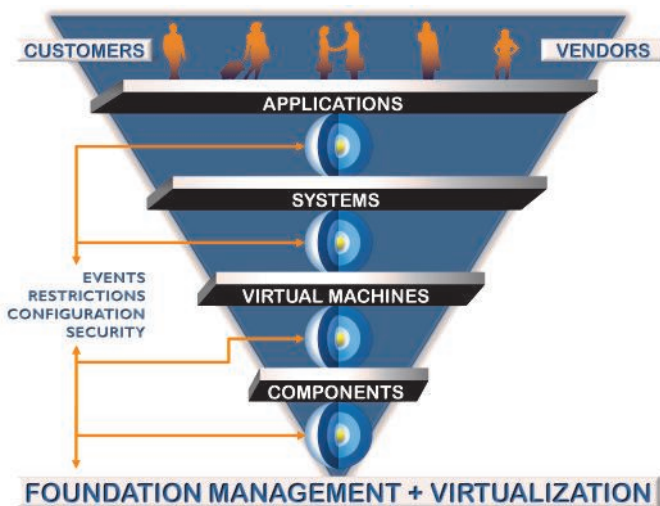 CUSTOMERS
VENDORS
APPLICATIONS
SYSTEMS
VIRTUAL MACHINES
EVENTS
RESTRICTIONS
CONFIGURATION
SECURITY
COMPONENTS
FOUNDATION MANAGEMENT + VIRTUALIZATION